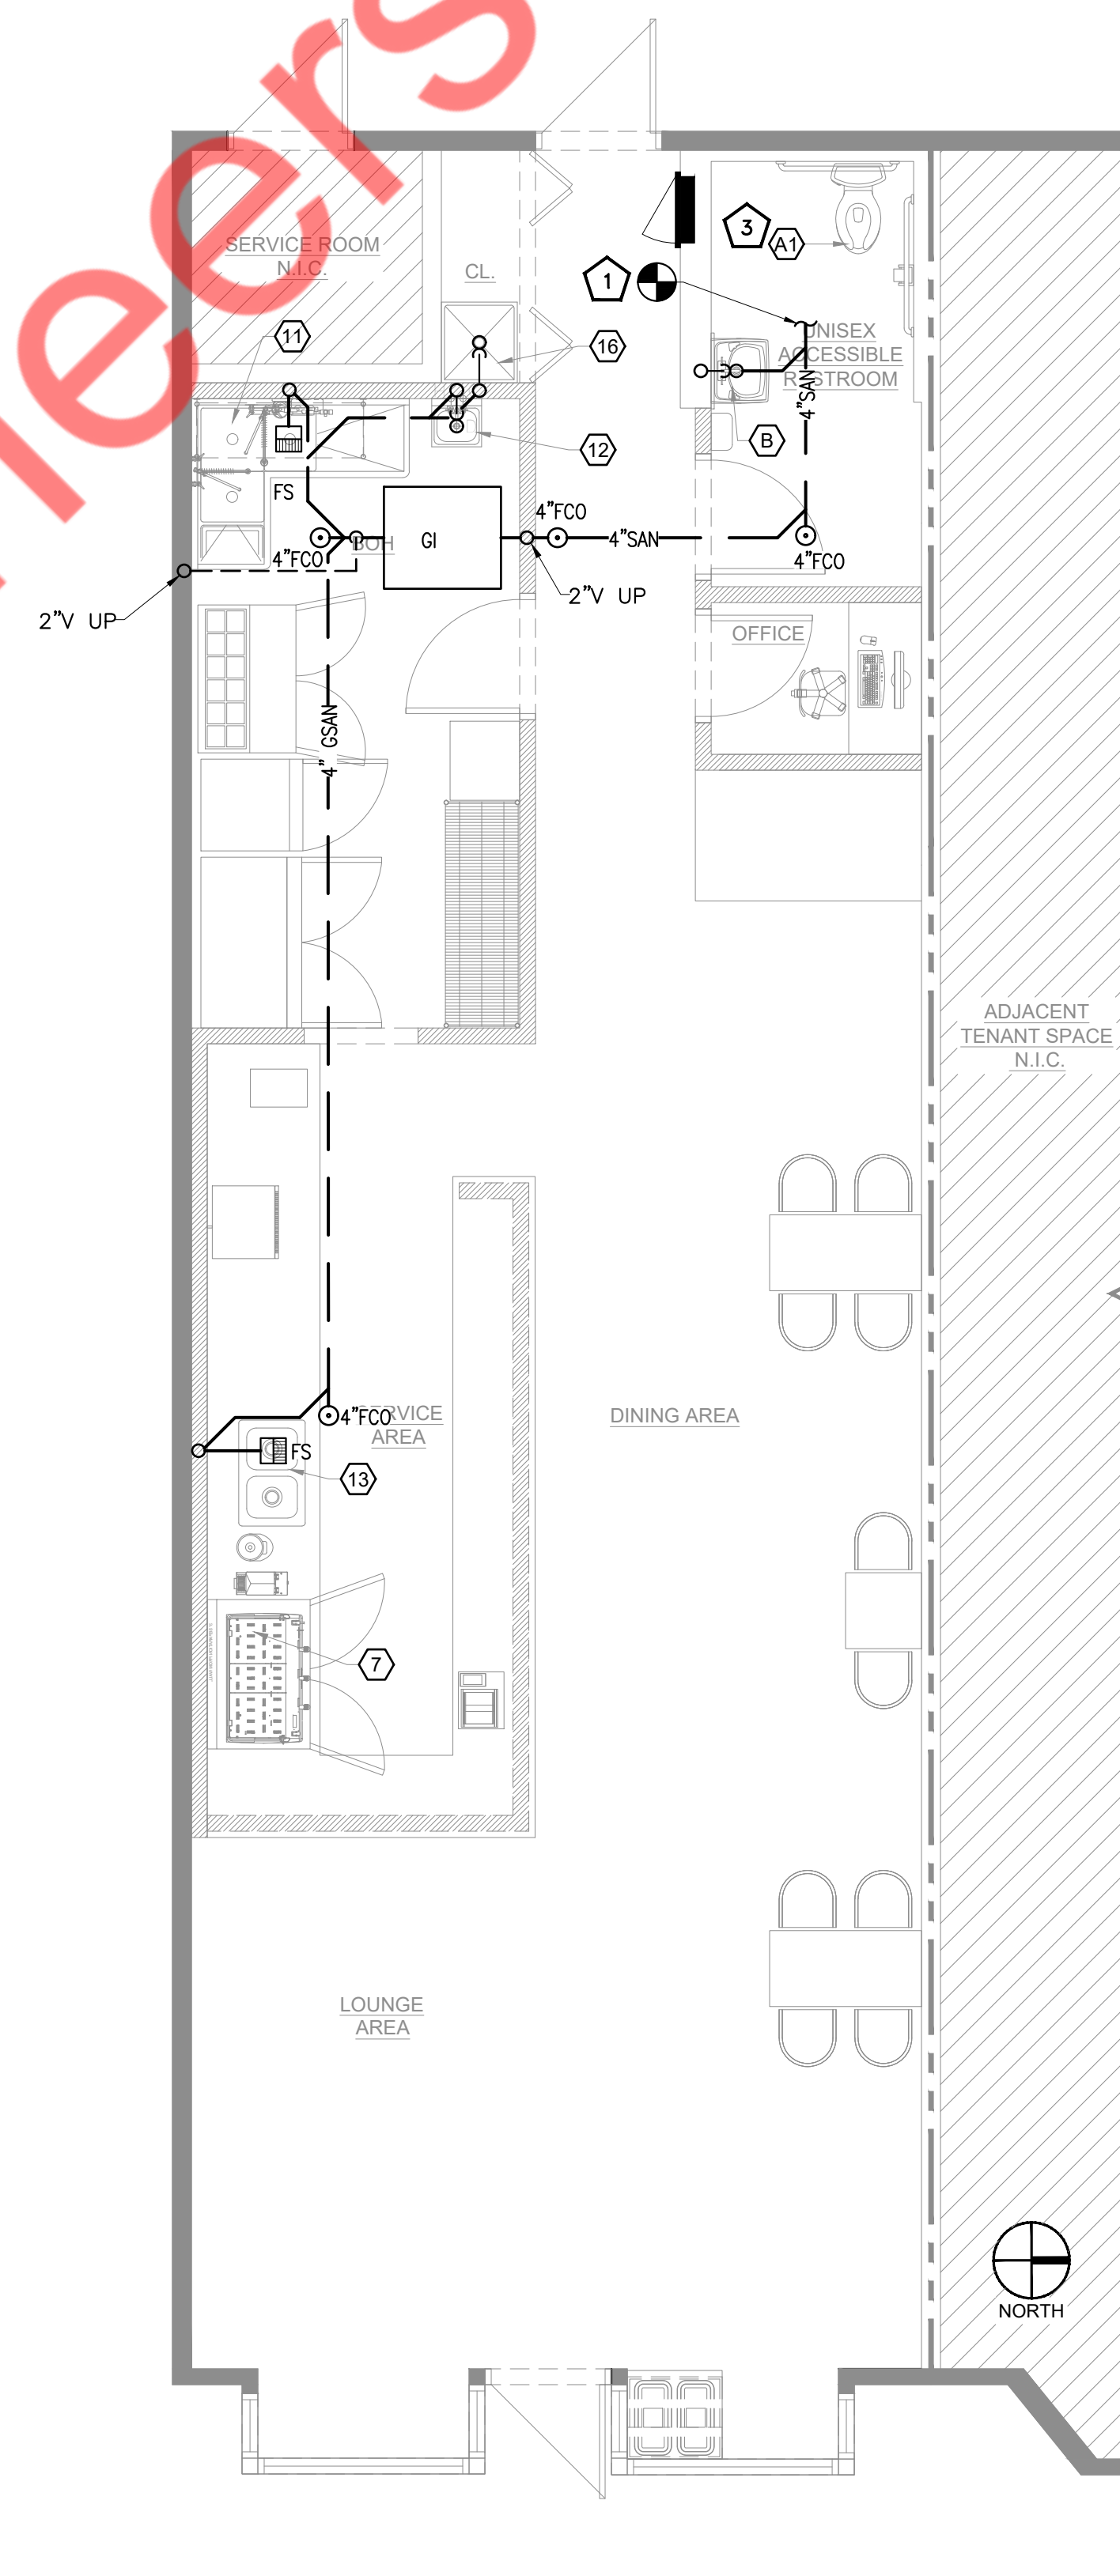 neers
SERVICE ROOM
N.I.C.
CL.
3
A1
1
UNISEX
ACCESSIBLE
RESTROOM
11
16
4"SAN
B
12
FS
4"FCO
GI
4"SAN
BOH
4"FCO
4"FCO
2"V UP
2"V UP
OFFICE
4" GSAN
ADJACENT
TENANT SPACE
N.I.C.
4"FCO
SERVICE
AREA
DINING AREA
FS
13
7
LOUNGE
AREA
NORTH